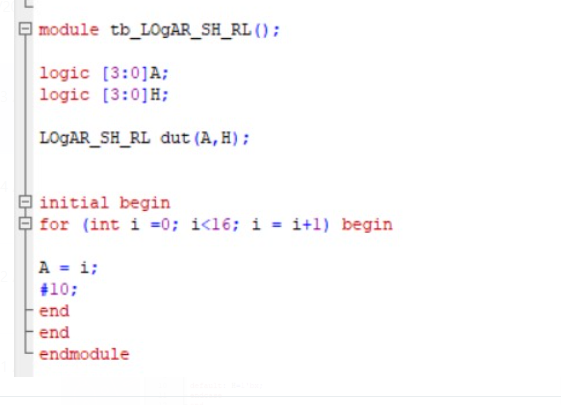 module tb_LOgAR_SH_RL();
logic [3:0]A;
logic [3:0]H;
LOgAR_SH_RL dut(A,H);
initial begin
for (int i =0; i<16; i = i+1) begin
A = i;
#10;
end
end
endmodule